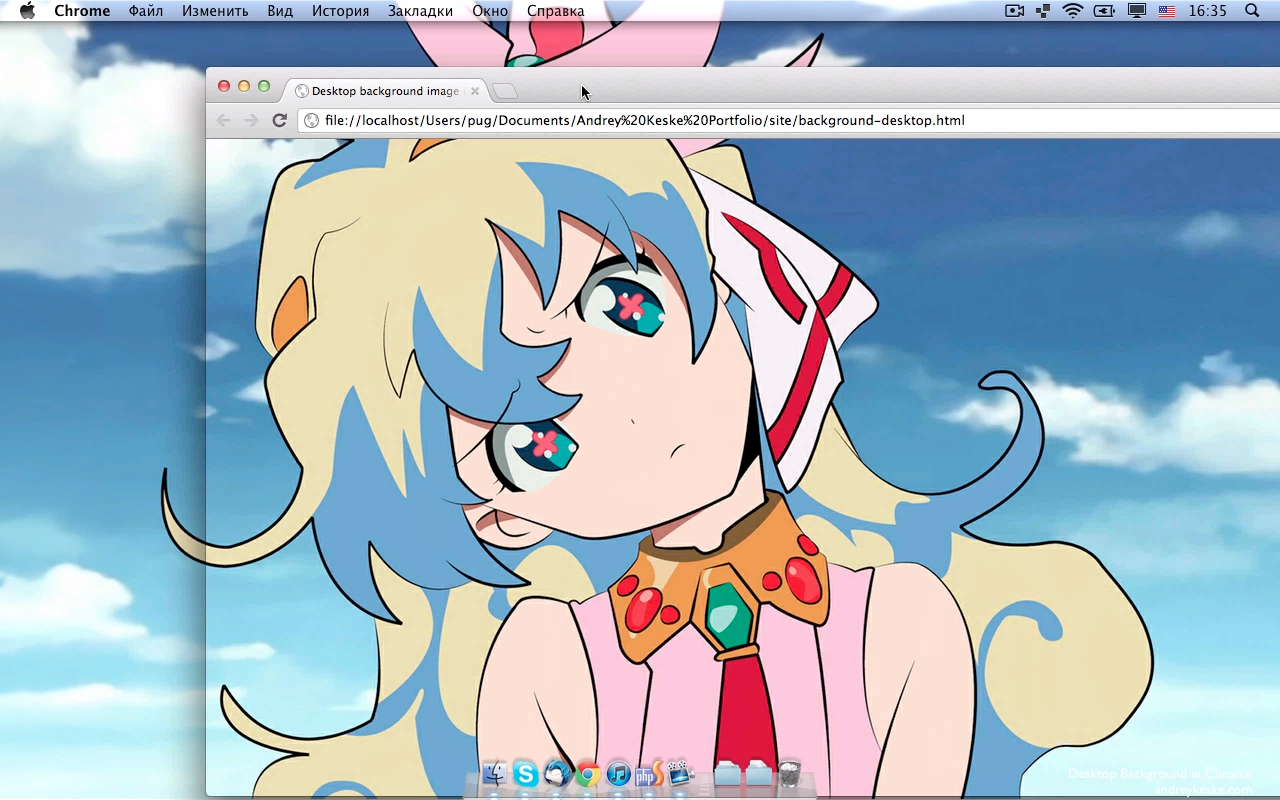 Chrome Файл Изменить Вид История Закладки Окно Справка 16:35
Desktop background image
file://localhost/Users/pug/Documents/Andrey%20Keske%20Portfolio/site/background-desktop.html
php
Desktop Background in Chrome
andreykeske.com